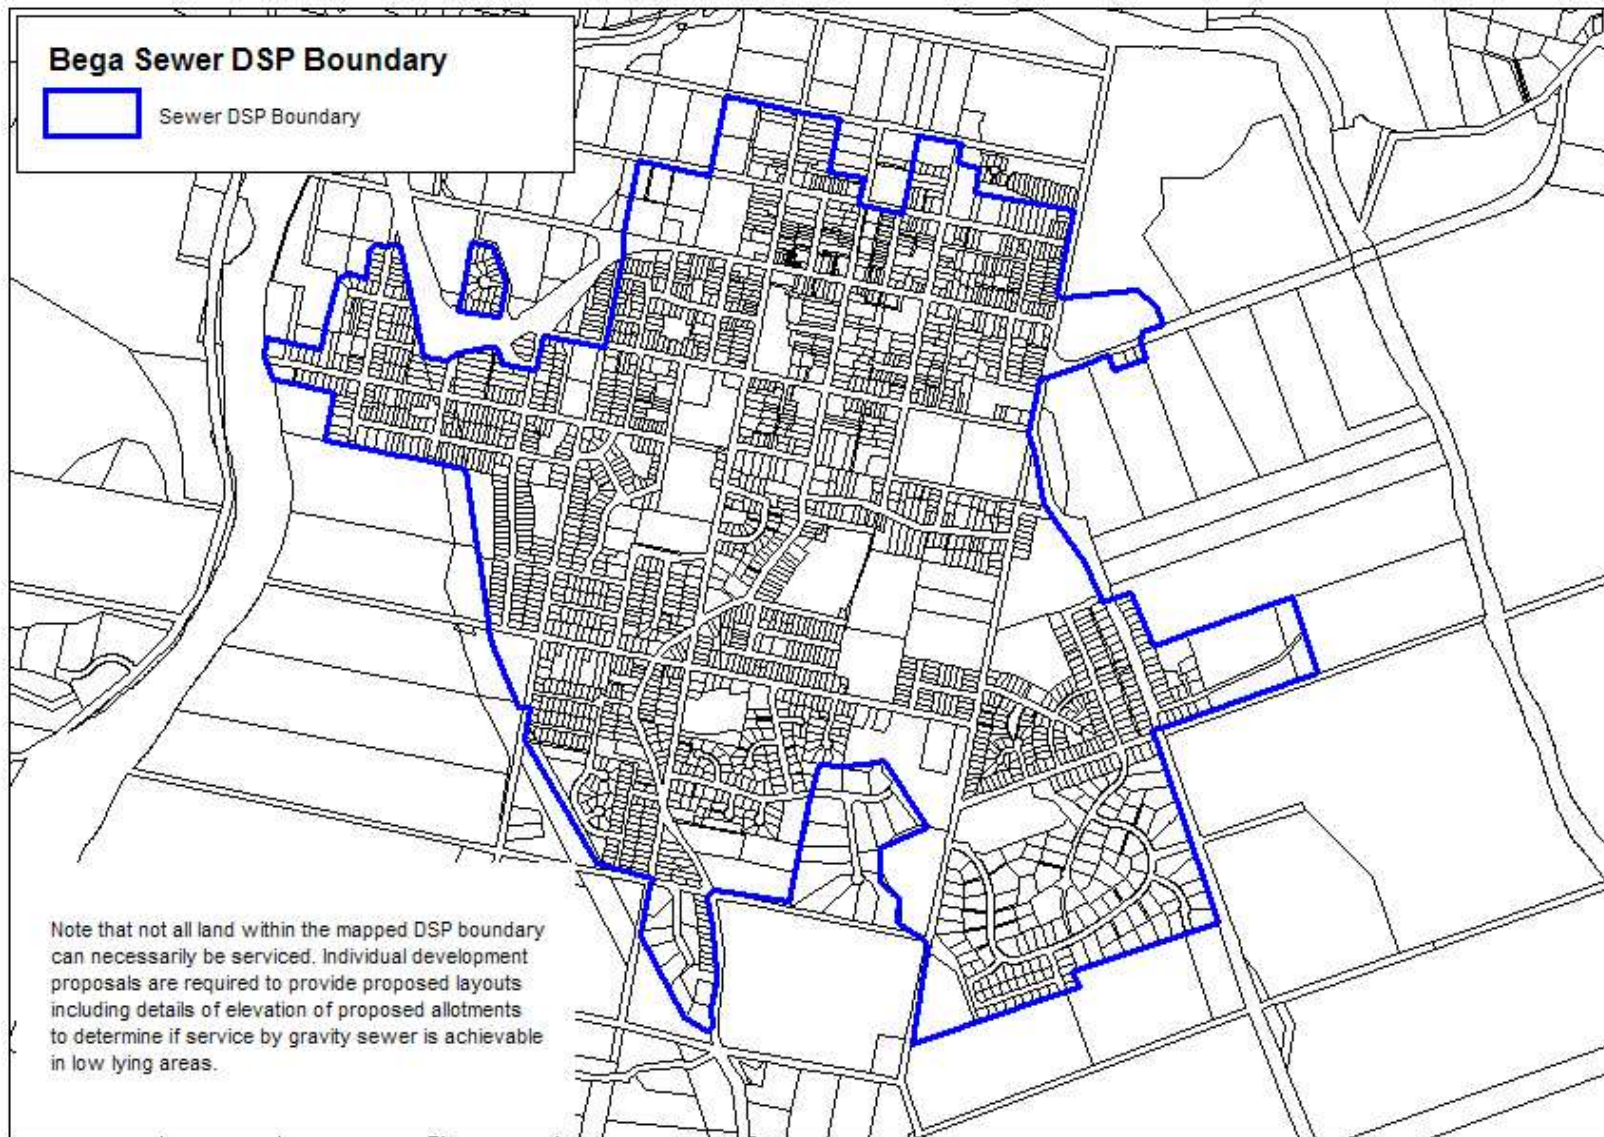 Bega Sewer DSP Boundary
Sewer DSP Boundary
Note that not all land within the mapped DSP boundary
can necessarily be serviced. Individual development
proposals are required to provide proposed layouts
including details of elevation of proposed allotments
to determine if service by gravity sewer is achievable
in low lying areas.